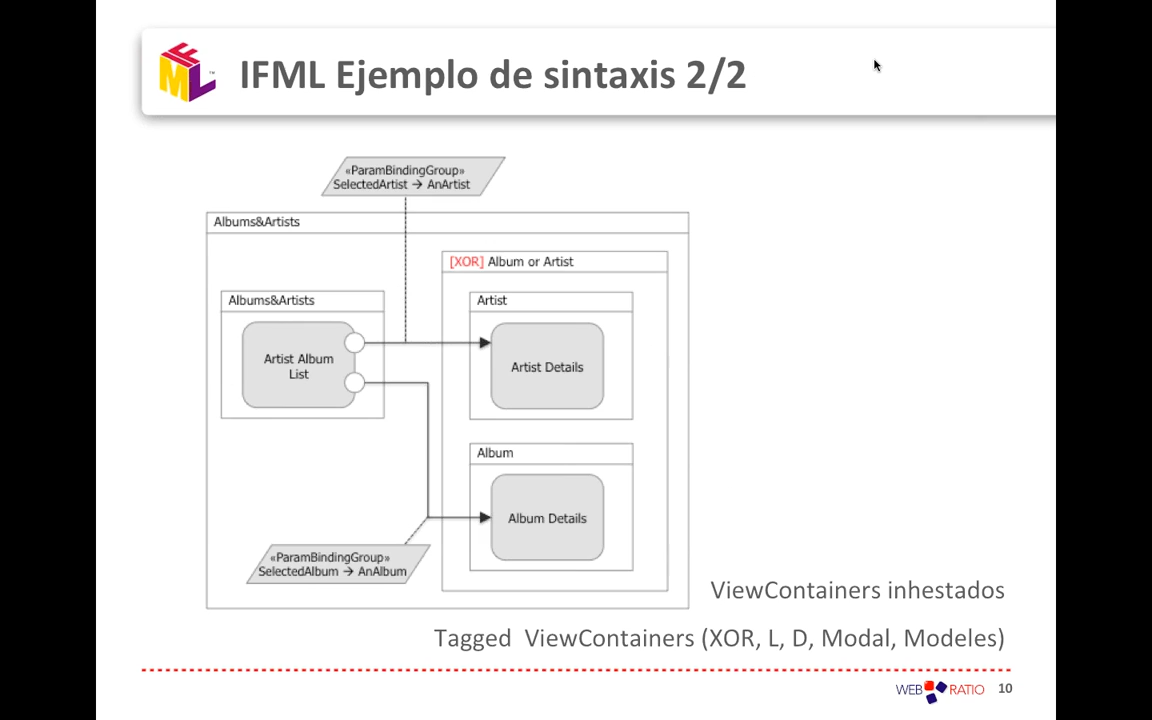 IFML Ejemplo de sintaxis 2/2
«ParamBindingGroup»
SelectedArtist → AnArtist
Albums&Artists
[XOR] Album or Artist
Albums&Artists
Artist
Artist Album
List
Artist Details
Album
Album Details
«ParamBindingGroup»
SelectedAlbum → AnAlbum
ViewContainers inhestados
Tagged ViewContainers (XOR, L, D, Modal, Modeles)
WEB RATIO 10